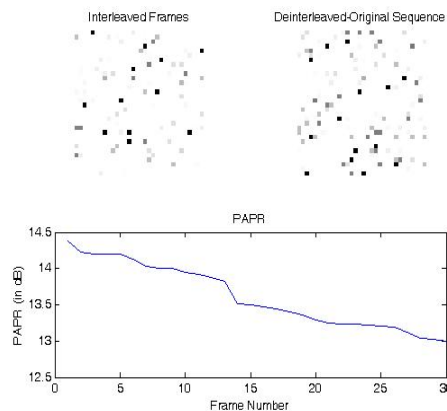 Interleaved Frames
Deinterleaved-Original Sequence
PAPR
PAPR (in dB)
14.5
14
13.5
13
12.5
0 5 10 15 20 25 30
Frame Number